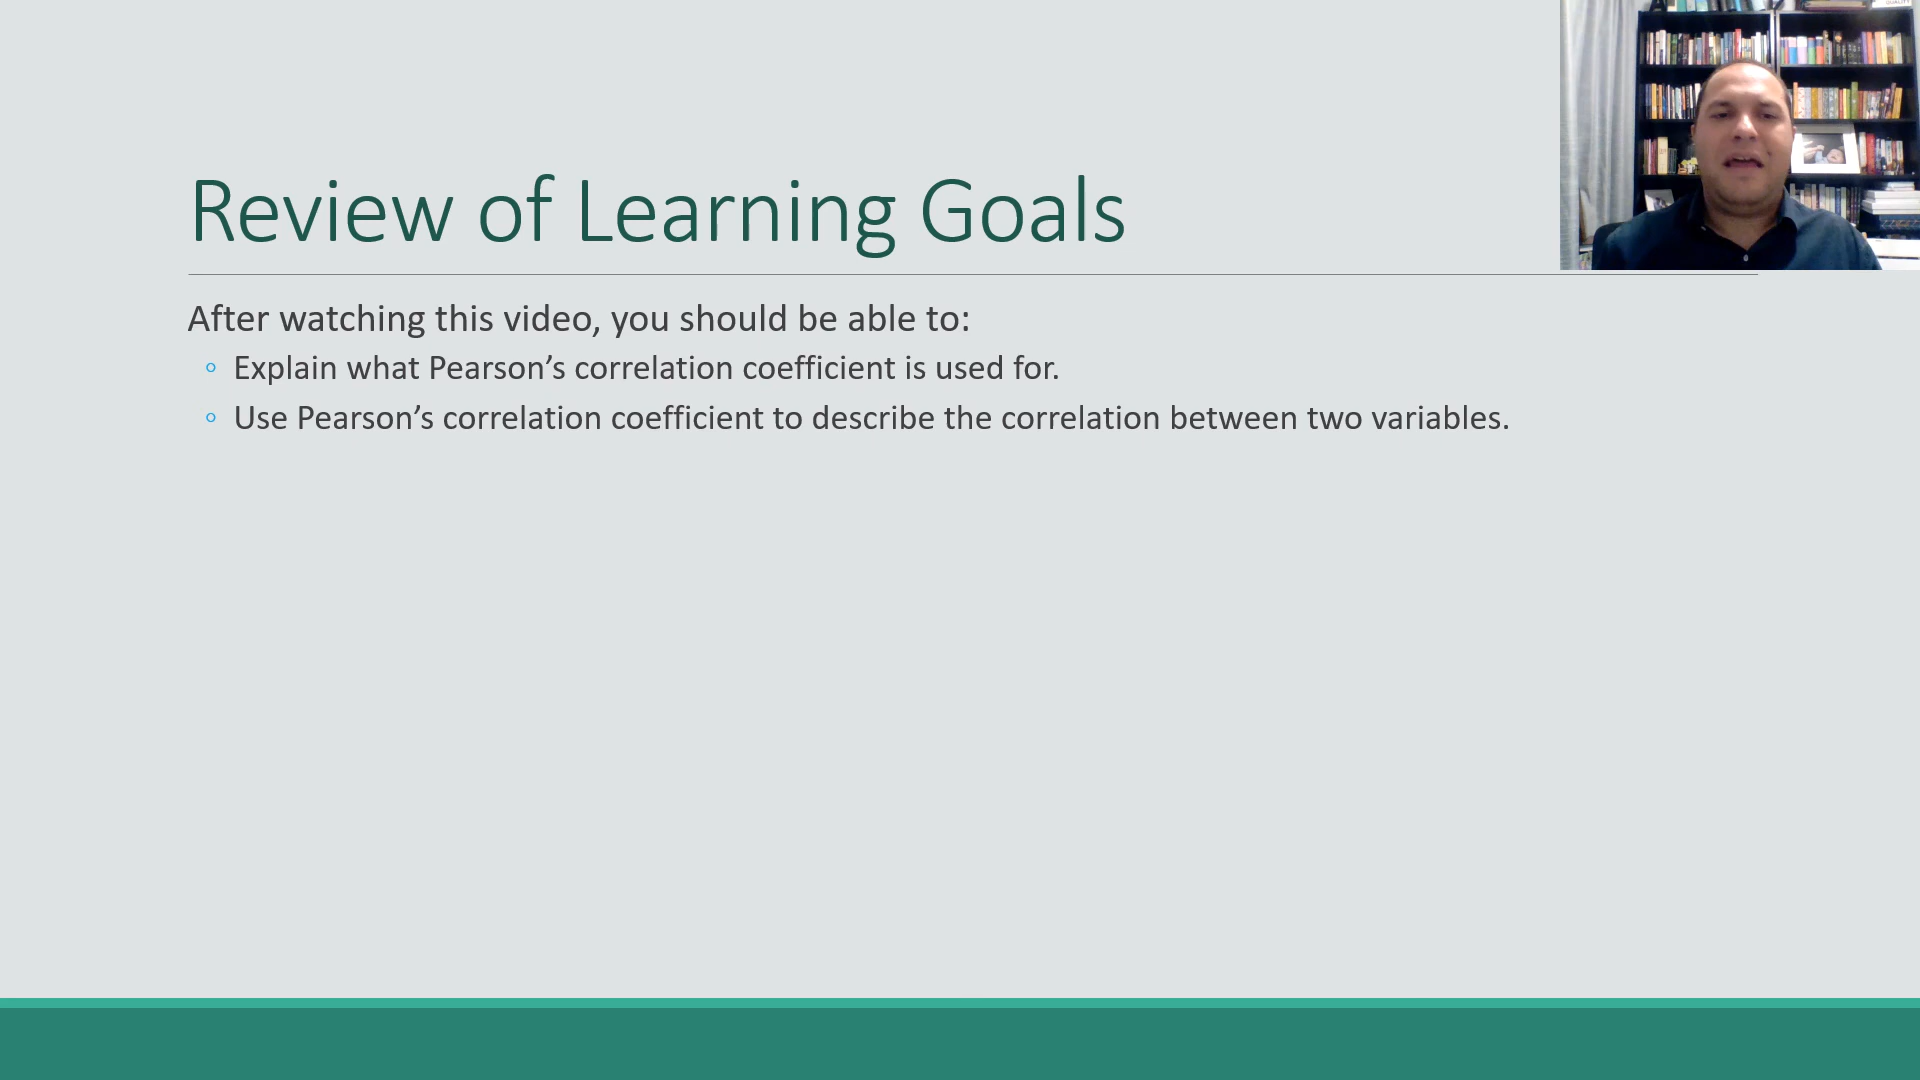 Review of Learning Goals
After watching this video, you should be able to:
◦ Explain what Pearson’s correlation coefficient is used for.
◦ Use Pearson’s correlation coefficient to describe the correlation between two variables.